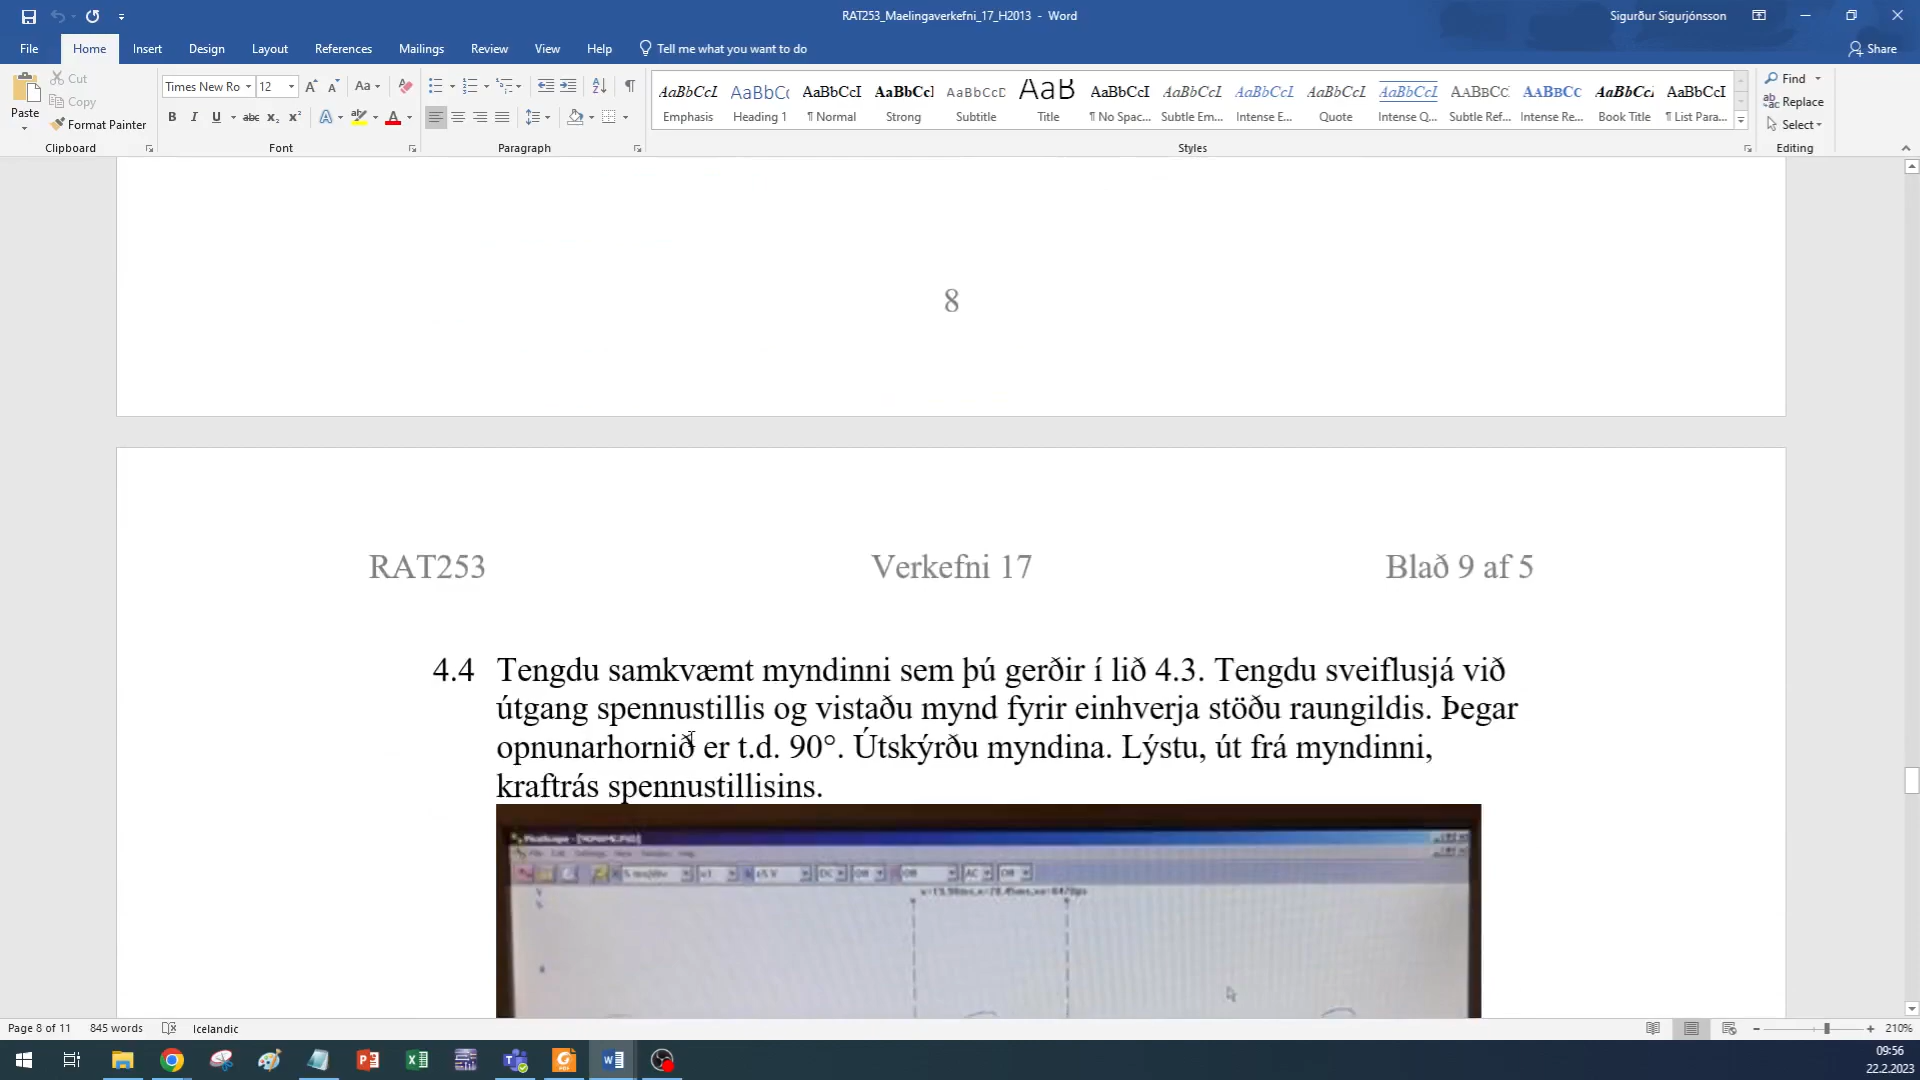 RAT253_Maelingaverkefni_17_H2013 - Word
Sigurður Sigurjónsson
File Home Insert Design Layout References Mailings Review View Help Tell me what you want to do Share
Paste
Cut
Copy
Format Painter
Clipboard
Times New Ro 12
Font
Paragraph
AaBbCcI AaBbC AaBbCcI AaBbCcI AaBbCcD AaB AaBbCcI AaBbCcI AaBbCcI AaBbCcI AaBbCcI AABBCC AABBCC AaBbCcI AaBbCcI
Emphasis Heading 1 ¶ Normal Strong Subtitle Title ¶ No Spac... Subtle Em... Intense E... Quote Intense Q... Subtle Ref... Intense Re... Book Title ¶ List Para...
Styles
Find
Replace
Select
Editing
8
RAT253 Verkefni 17 Blað 9 af 5
4.4 Tengdu samkvæmt myndinni sem þú gerðir í lið 4.3. Tengdu sveiflusjá við
útgang spennustillis og vistaðu mynd fyrir einhverja stöðu raungildis. Þegar
opnunarhornið er t.d. 90°. Útskýrðu myndina. Lýstu, út frá myndinni,
kraftrás spennustillisins.
Page 8 of 11 845 words Icelandic
210%
09:56
22.2.2023